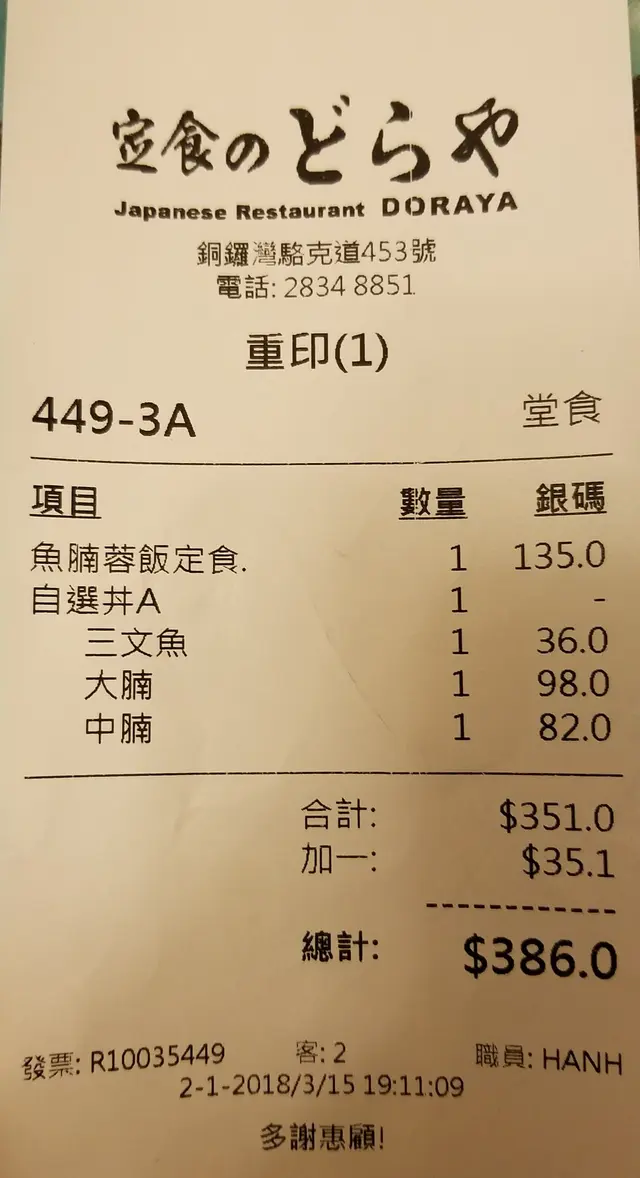 定食のどらや
Japanese Restaurant DORAYA
銅鑼灣駱克道453號
電話: 2834 8851
重印(1)
449-3A 堂食
項目 數量 銀碼
魚腩蓉飯定食. 1 135.0
自選丼A 1 -
三文魚 1 36.0
大腩 1 98.0
中腩 1 82.0
合計: $351.0
加一: $35.1
------------
總計: $386.0
發票: R10035449 客: 2 職員: HANH
2-1-2018/3/15 19:11:09
多謝惠顧!